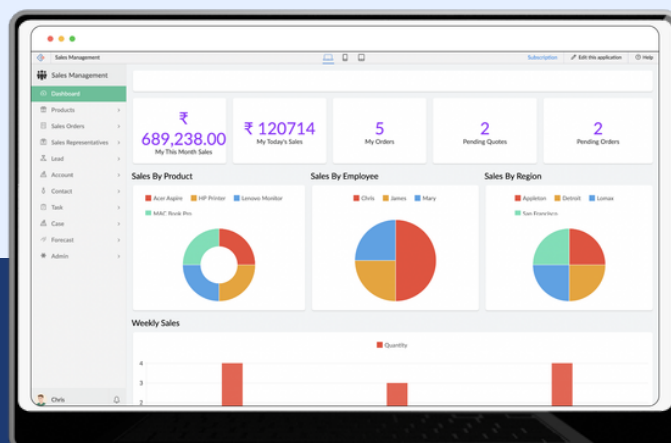 Sales Management
Subscription
Edit this application
Help
Sales Management
Dashboard
Products
Sales Orders
Sales Representatives
Lead
Account
Contact
Task
Case
Forecast
Admin
Chris
₹
689,238.00
My This Month Sales
₹ 120714
My Today's Sales
5
My Orders
2
Pending Quotes
2
Pending Orders
Sales By Product
Acer Aspire HP Printer Lenovo Monitor
MAC Book Pro
Sales By Employee
Chris James Mary
Sales By Region
Appleton Detroit Lomax
San Francisco
Weekly Sales
Quantity
4
3
2